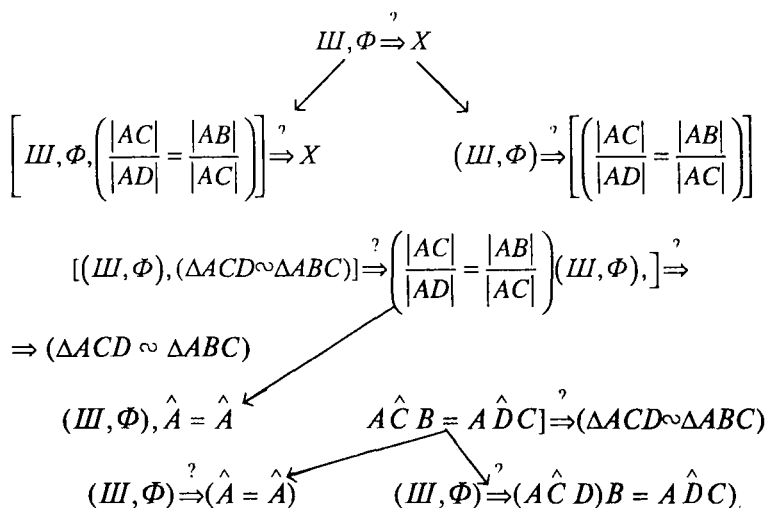 Ш,Ф ⇒? X
[Ш,Ф,(|AC|/|AD| = |AB|/|AC|)] ⇒? X (Ш,Ф) ⇒? [(|AC|/|AD| = |AB|/|AC|)]
[(Ш,Ф),(ΔACD∾ΔABC)] ⇒? (|AC|/|AD| = |AB|/|AC|)(Ш,Ф),] ⇒?
⇒ (ΔACD ∾ ΔABC)
(Ш,Ф), Â = Â AĈB = AD̂C] ⇒? (ΔACD∾ΔABC)
(Ш,Ф) ⇒? (Â = Â) (Ш,Ф) ⇒? (AĈD)B = AD̂C)